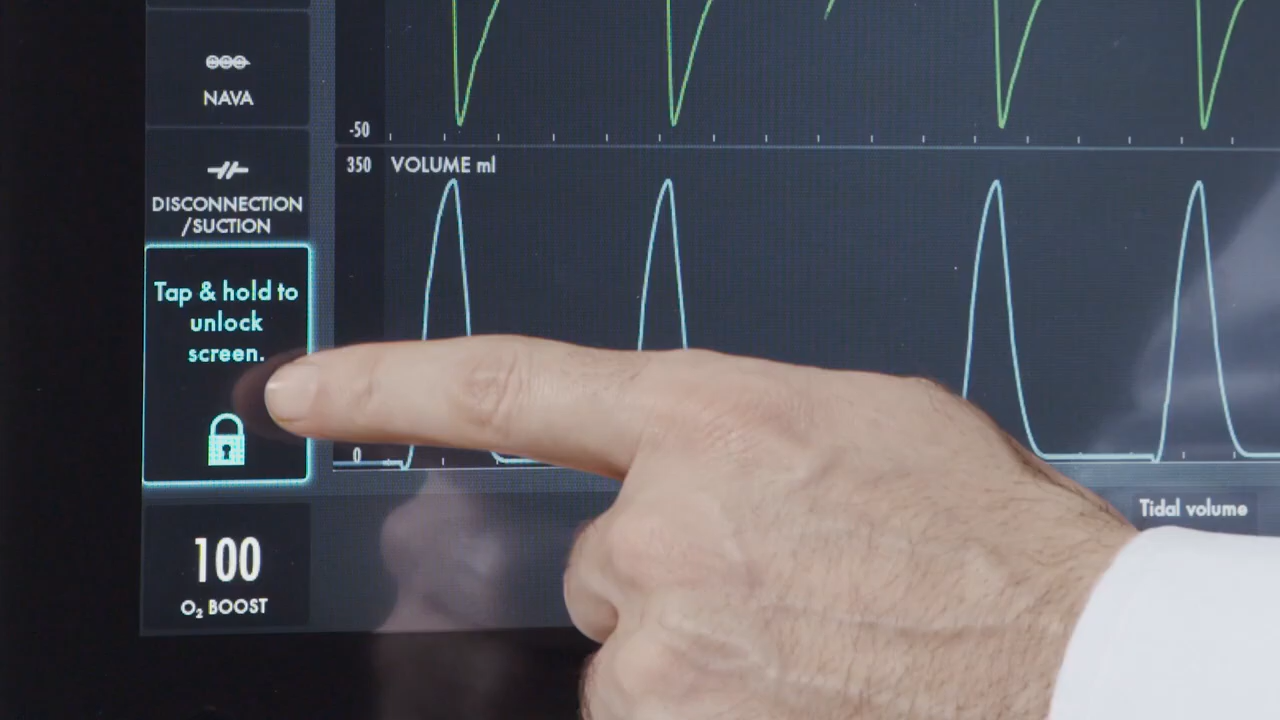 NAVA
DISCONNECTION
/SUCTION
Tap & hold to
unlock
screen.
100
O₂ BOOST
-50
350 VOLUME ml
0
Tidal volume